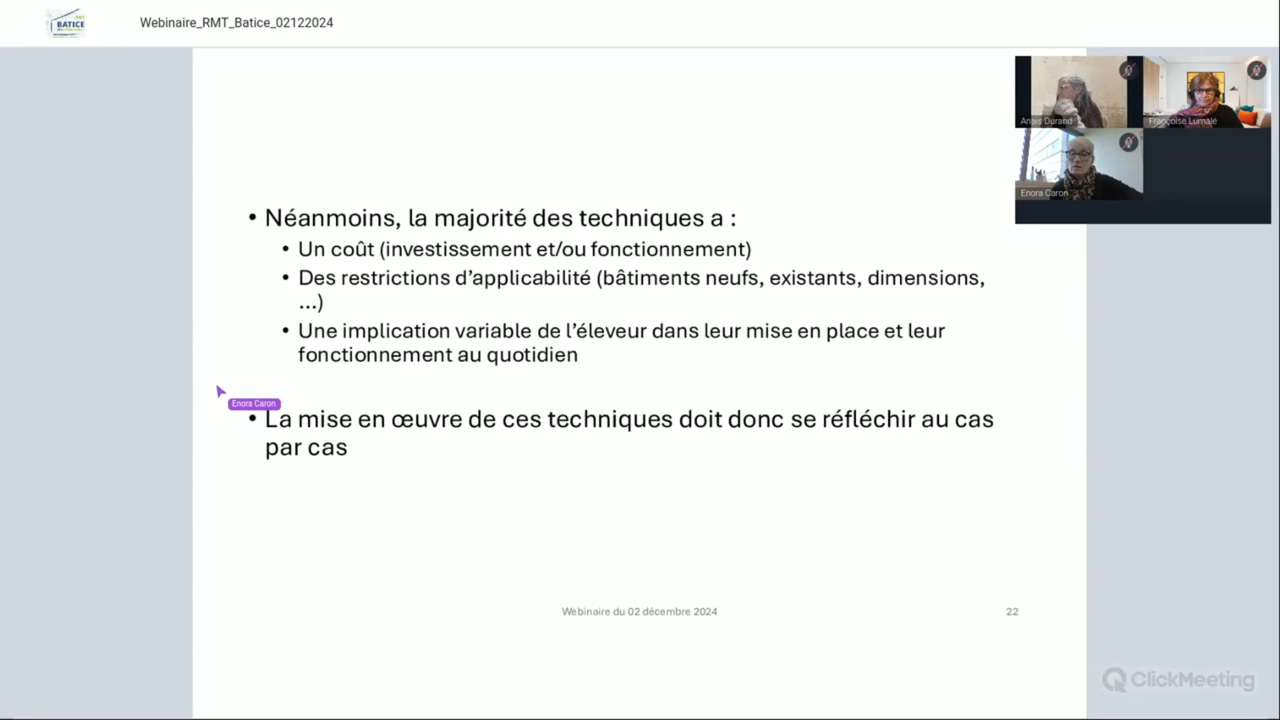 BATICE
Webinaire_RMT_Batice_02122024
Anaïs Durand
Françoise Lumalé
Enora Caron
• Néanmoins, la majorité des techniques a :
• Un coût (investissement et/ou fonctionnement)
• Des restrictions d’applicabilité (bâtiments neufs, existants, dimensions,
...)
• Une implication variable de l’éleveur dans leur mise en place et leur
fonctionnement au quotidien
Enora Caron
• La mise en œuvre de ces techniques doit donc se réfléchir au cas
par cas
Webinaire du 02 décembre 2024
22
ClickMeeting